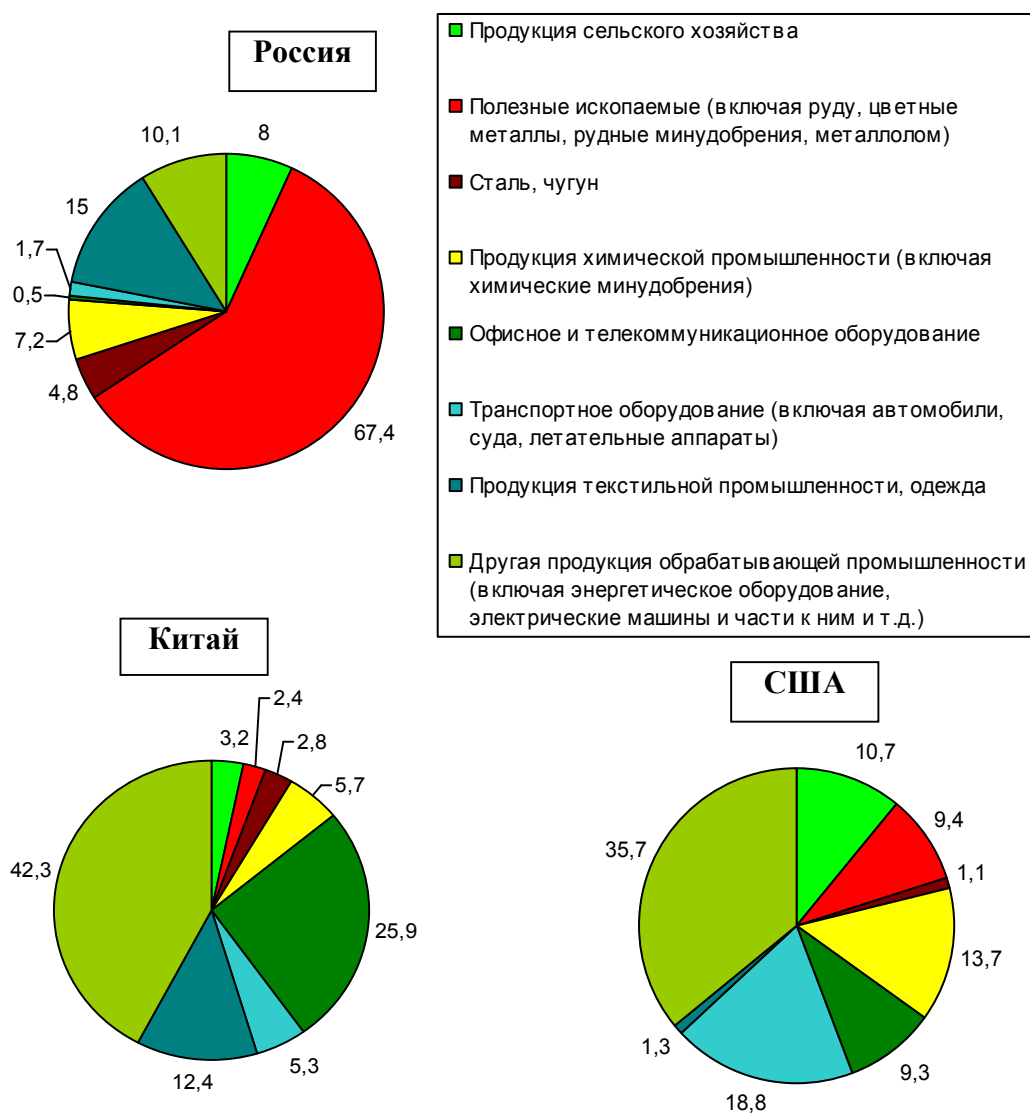 Россия
8
67,4
4,8
7,2
0,5
1,7
15
10,1
Продукция сельского хозяйства
Полезные ископаемые (включая руду, цветные
металлы, рудные минудобрения, металлолом)
Сталь, чугун
Продукция химической промышленности (включая
химические минудобрения)
Офисное и телекоммуникационное оборудование
Транспортное оборудование (включая автомобили,
суда, летательные аппараты)
Продукция текстильной промышленности, одежда
Другая продукция обрабатывающей промышленности
(включая энергетическое оборудование,
электрические машины и части к ним и т.д.)
Китай
3,2
2,4
2,8
5,7
25,9
5,3
12,4
42,3
США
10,7
9,4
1,1
13,7
9,3
18,8
1,3
35,7